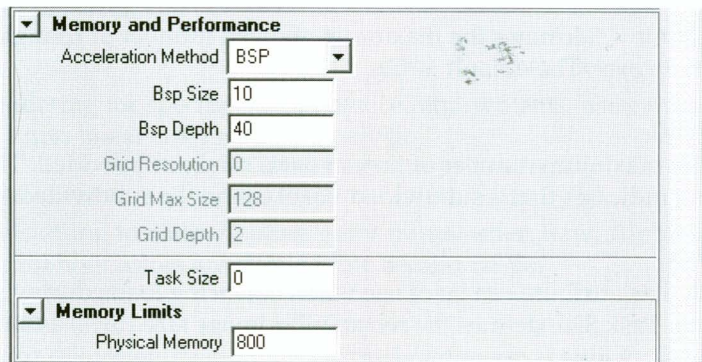 Memory and Performance
Acceleration Method BSP
Bsp Size 10
Bsp Depth 40
Grid Resolution 0
Grid Max Size 128
Grid Depth 2
Task Size 0
Memory Limits
Physical Memory 800